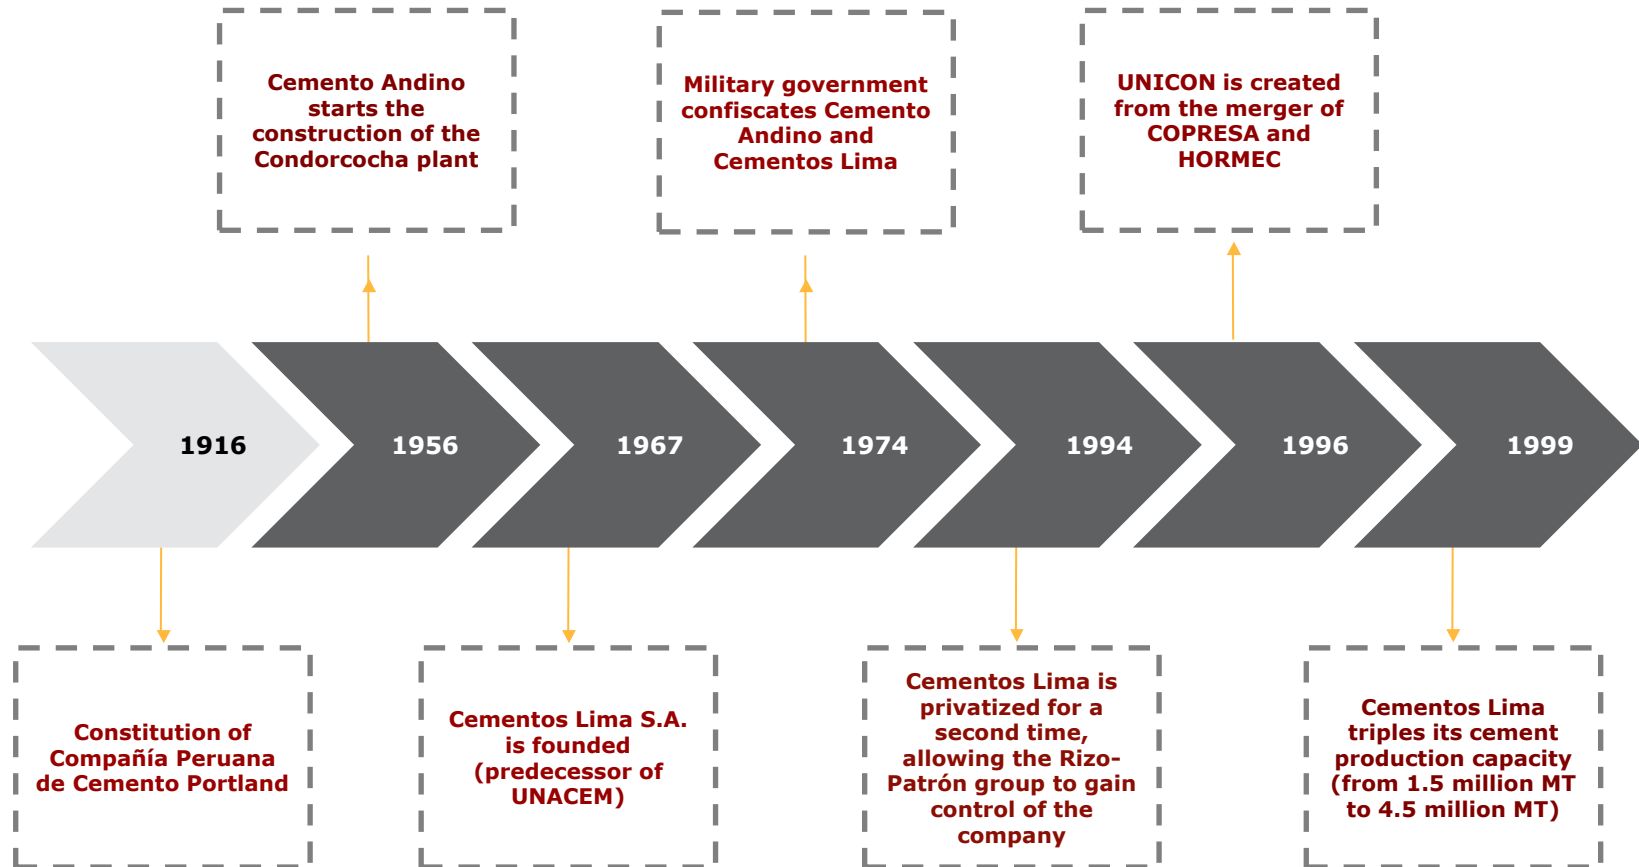 Cemento Andino
starts the
construction of the
Condorcocha plant
Military government
confiscates Cemento
Andino and
Cementos Lima
UNICON is created
from the merger of
COPRESA and
HORMEC
1916
1956
1967
1974
1994
1996
1999
Constitution of
Compañía Peruana
de Cemento Portland
Cementos Lima S.A.
is founded
(predecessor of
UNACEM)
Cementos Lima is
privatized for a
second time,
allowing the Rizo-
Patrón group to gain
control of the
company
Cementos Lima
triples its cement
production capacity
(from 1.5 million MT
to 4.5 million MT)